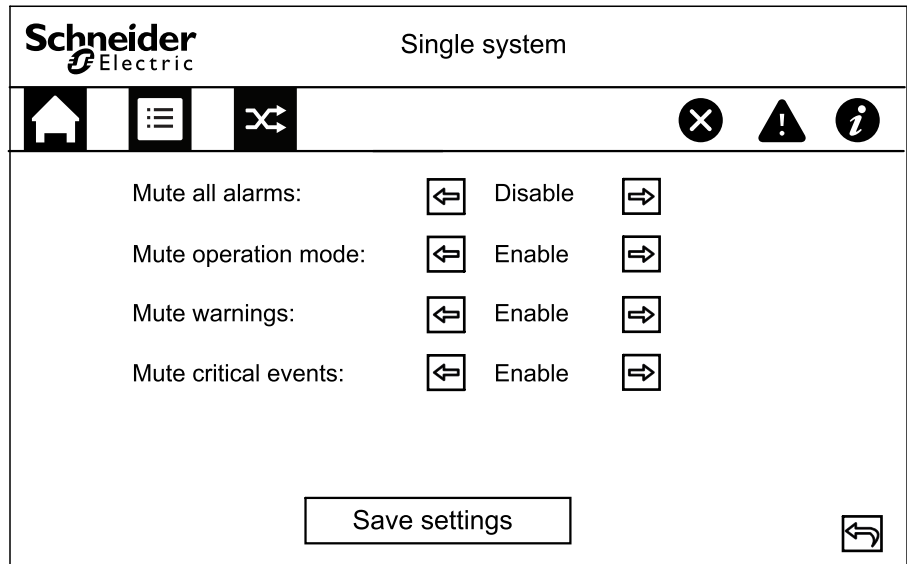 Schneider
Electric
Single system
Mute all alarms: Disable
Mute operation mode: Enable
Mute warnings: Enable
Mute critical events: Enable
Save settings